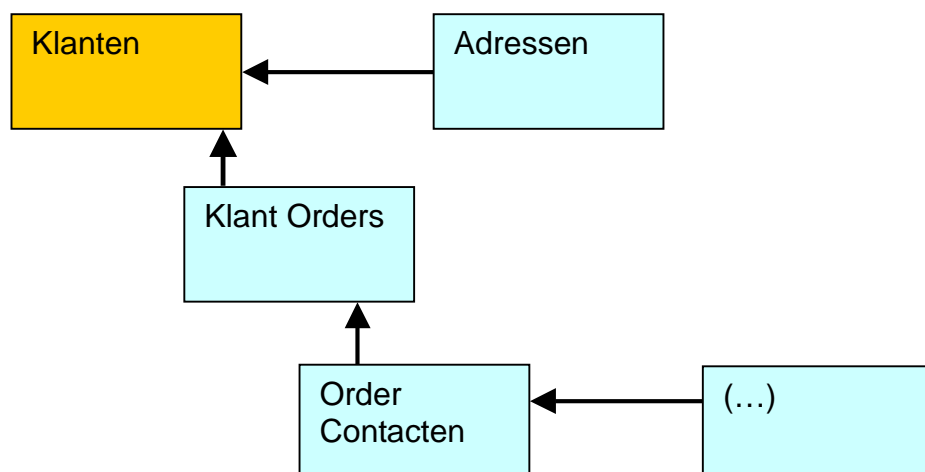 Klanten
Adressen
Klant Orders
Order
Contacten
(…)